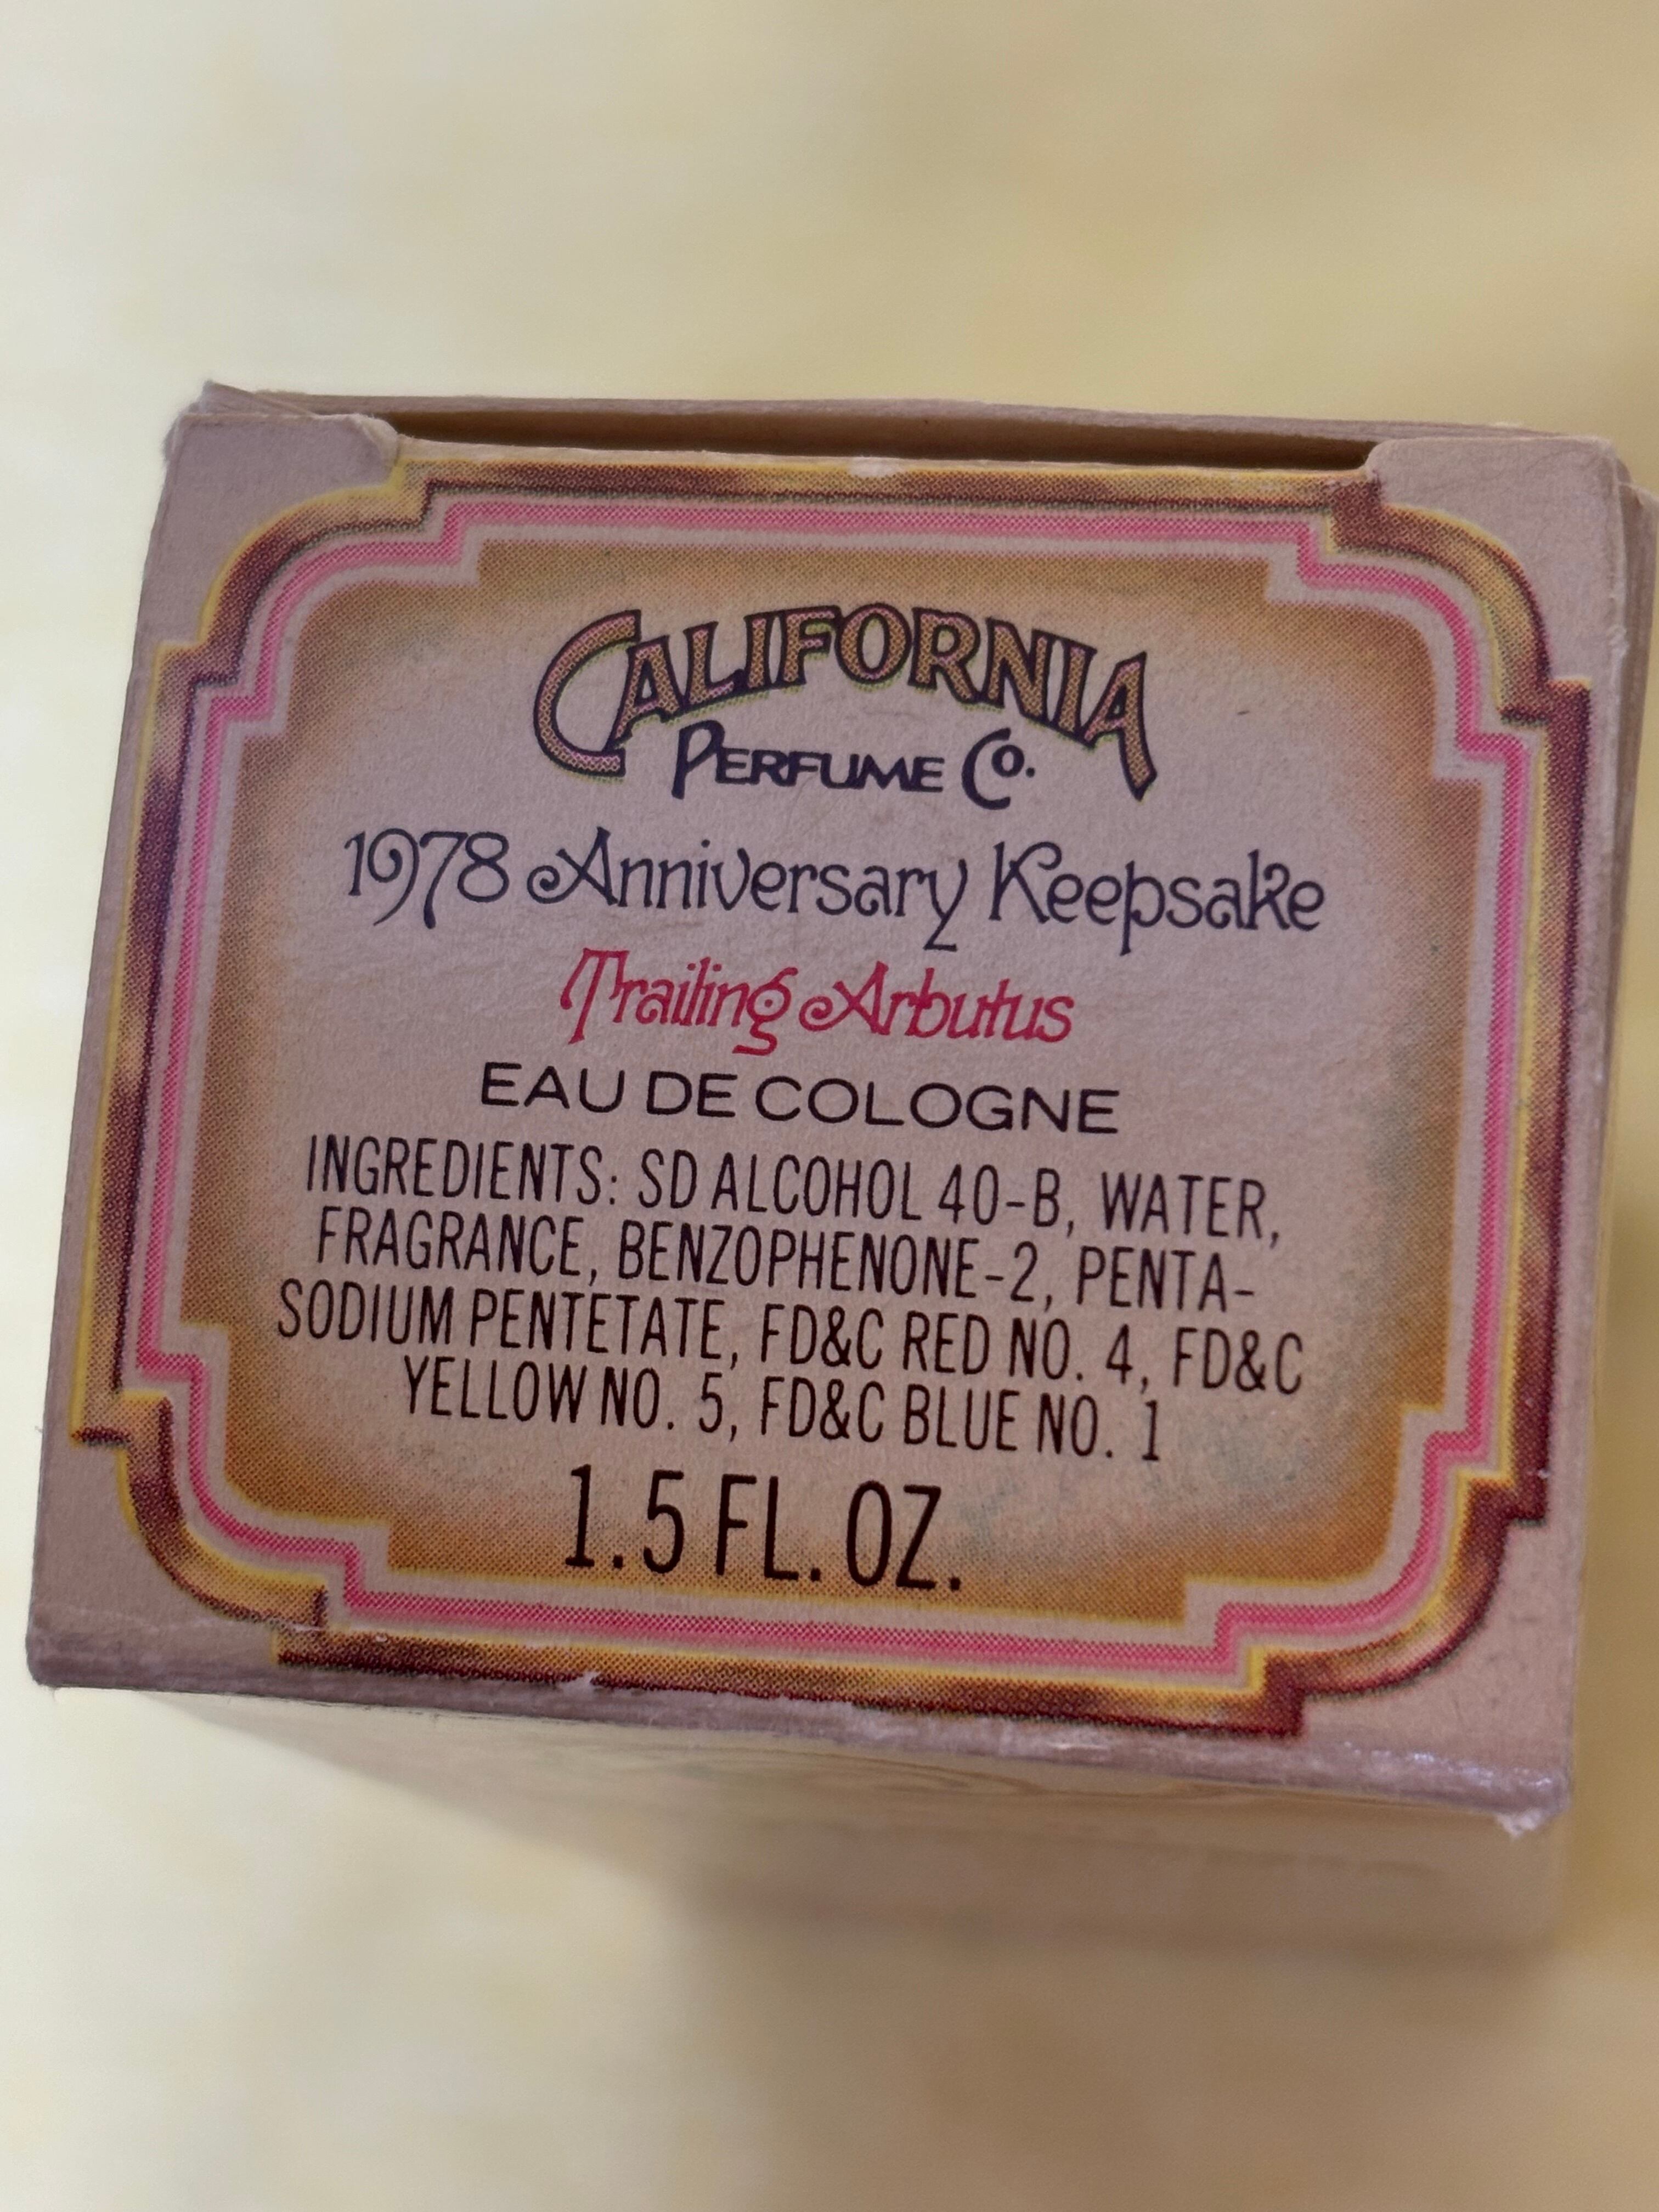 CALIFORNIA
PERFUME CO.
1978 Anniversary Keepsake
Trailing Arbutus
EAU DE COLOGNE
INGREDIENTS: SD ALCOHOL 40-B, WATER,
FRAGRANCE, BENZOPHENONE-2, PENTA-
SODIUM PENTETATE, FD&C RED NO. 4, FD&C
YELLOW NO. 5, FD&C BLUE NO. 1
1.5 FL. OZ.